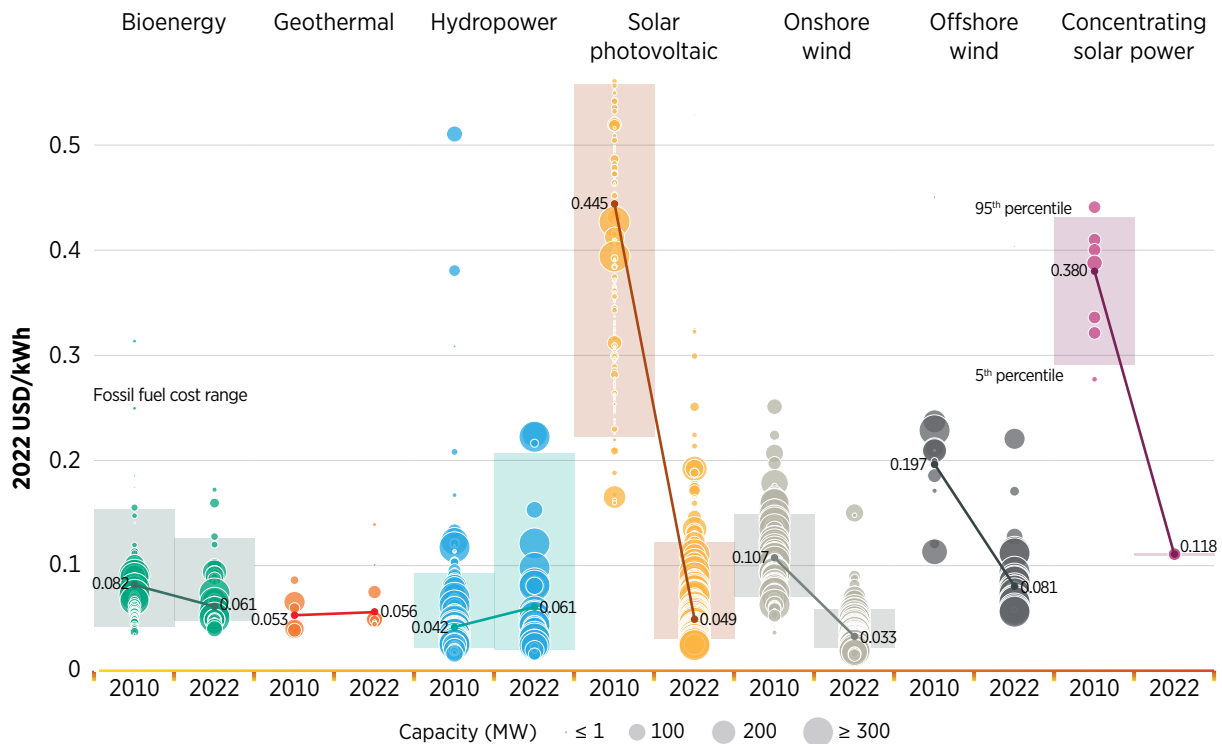 Bioenergy Geothermal Hydropower Solar photovoltaic Onshore wind Offshore wind Concentrating solar power
2022 USD/kWh
0.5
0.4
0.3
0.2
0.1
0
95th percentile
5th percentile
Fossil fuel cost range
0.082 0.061
0.053 0.056
0.042 0.061
0.445 0.049
0.107 0.033
0.197 0.081
0.380 0.118
2010 2022 2010 2022 2010 2022 2010 2022 2010 2022 2010 2022 2010 2022
Capacity (MW) ≤ 1 100 200 ≥ 300